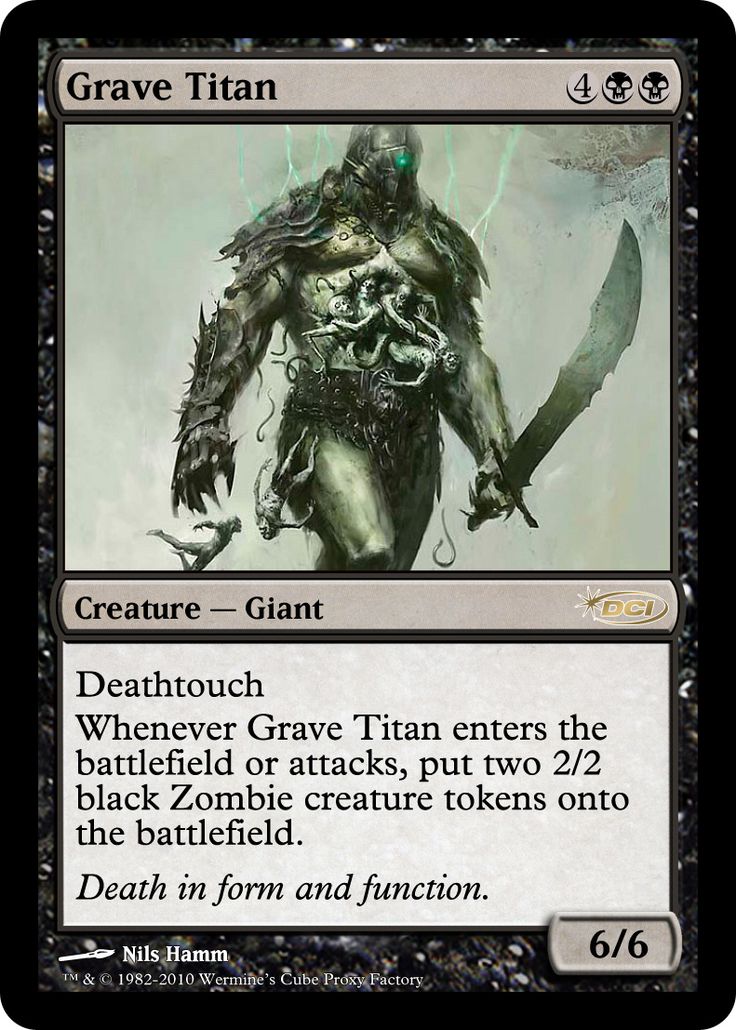 Grave Titan 4
Creature — Giant DCI
Deathtouch
Whenever Grave Titan enters the
battlefield or attacks, put two 2/2
black Zombie creature tokens onto
the battlefield.
Death in form and function.
6/6
Nils Hamm
™ & © 1982-2010 Wermine's Cube Proxy Factory